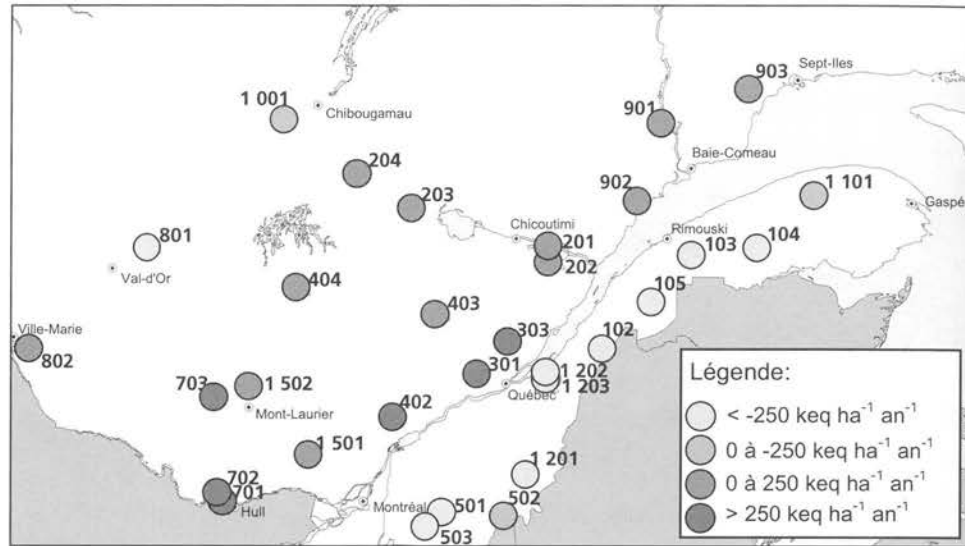 903
Sept-Iles
1 001
Chibougamau
901
Baie-Comeau
204
203
902
1 101
Gaspé
Chicoutimi
201
Rimouski
103
104
801
Val-d'Or
202
404
105
403
Ville-Marie
802
303
102
301
1 202
1 203
Québec
703
1 502
Mont-Laurier
402
1 501
1 201
702
701
Hull
Montréal
501
502
503
Légende:
< -250 keq ha⁻¹ an⁻¹
0 à -250 keq ha⁻¹ an⁻¹
0 à 250 keq ha⁻¹ an⁻¹
> 250 keq ha⁻¹ an⁻¹